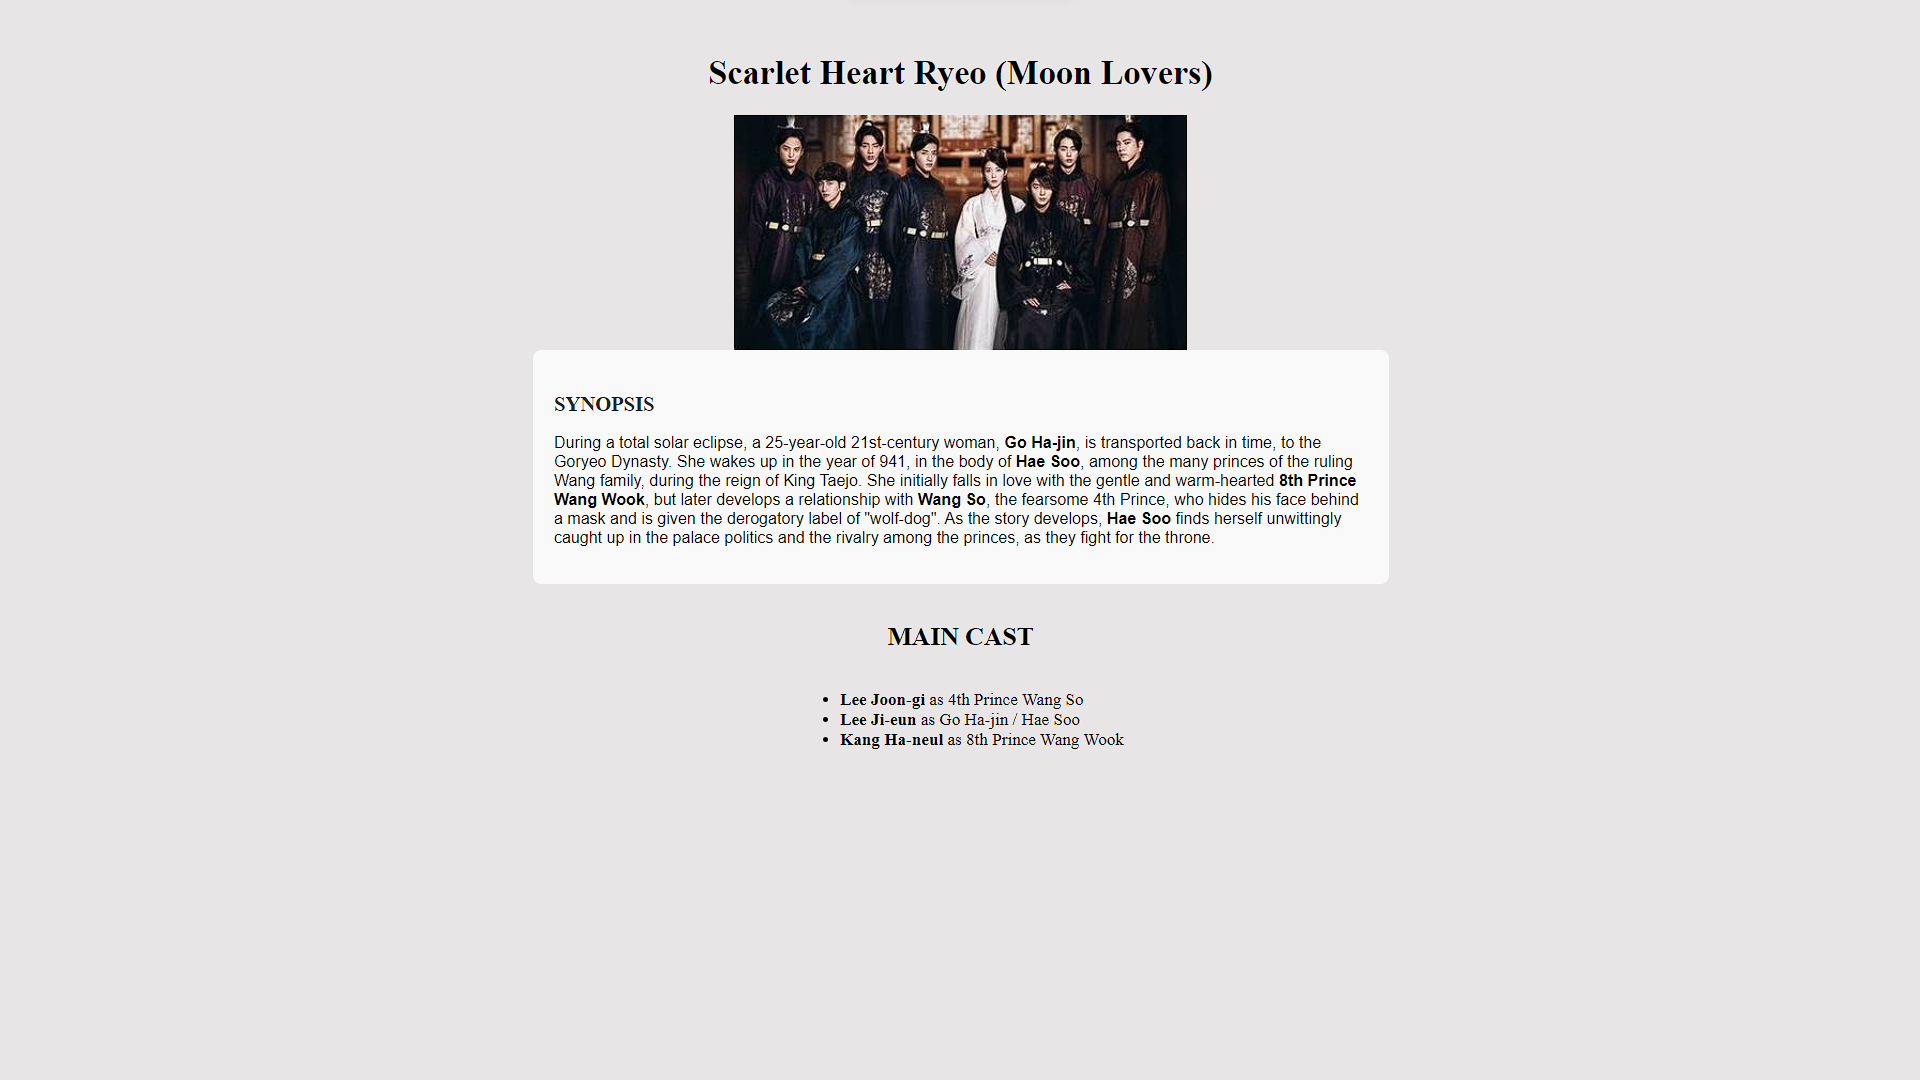 Scarlet Heart Ryeo (Moon Lovers)
SYNOPSIS
During a total solar eclipse, a 25-year-old 21st-century woman, Go Ha-jin, is transported back in time, to the
Goryeo Dynasty. She wakes up in the year of 941, in the body of Hae Soo, among the many princes of the ruling
Wang family, during the reign of King Taejo. She initially falls in love with the gentle and warm-hearted 8th Prince
Wang Wook, but later develops a relationship with Wang So, the fearsome 4th Prince, who hides his face behind
a mask and is given the derogatory label of "wolf-dog". As the story develops, Hae Soo finds herself unwittingly
caught up in the palace politics and the rivalry among the princes, as they fight for the throne.
MAIN CAST
• Lee Joon-gi as 4th Prince Wang So
• Lee Ji-eun as Go Ha-jin / Hae Soo
• Kang Ha-neul as 8th Prince Wang Wook